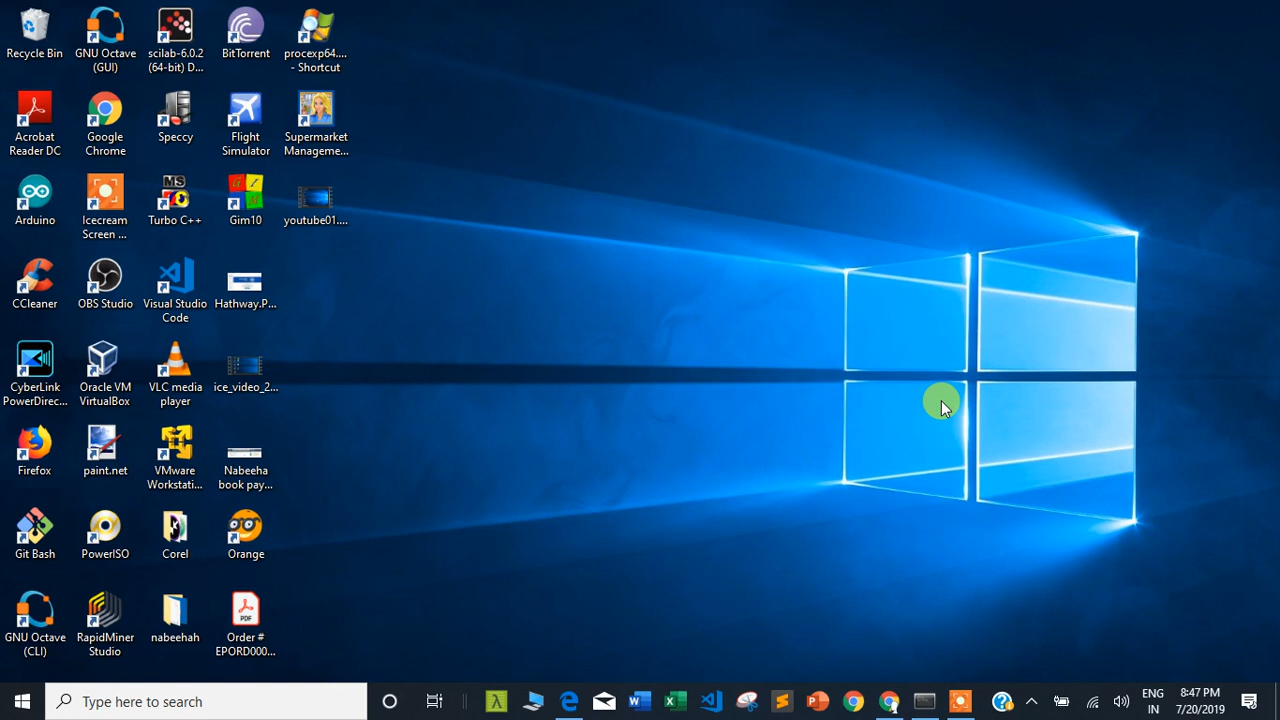 Recycle Bin
GNU Octave
(GUI)
scilab-6.0.2
(64-bit) D...
BitTorrent
procexp64....
- Shortcut
Acrobat
Reader DC
Google
Chrome
Speccy
Flight
Simulator
Supermarket
Manageme...
Arduino
Icecream
Screen ...
MS
Turbo C++
Gim10
youtube01....
CCleaner
OBS Studio
Visual Studio
Code
Hathway.P...
CyberLink
PowerDirec...
Oracle VM
VirtualBox
VLC media
player
ice_video_2...
Firefox
paint.net
VMware
Workstati...
Nabeeha
book pay...
Git Bash
PowerISO
Corel
Orange
GNU Octave
(CLI)
RapidMiner
Studio
nabeehah
PDF
Order #
EPORD000...
Type here to search
ENG
IN
8:47 PM
7/20/2019